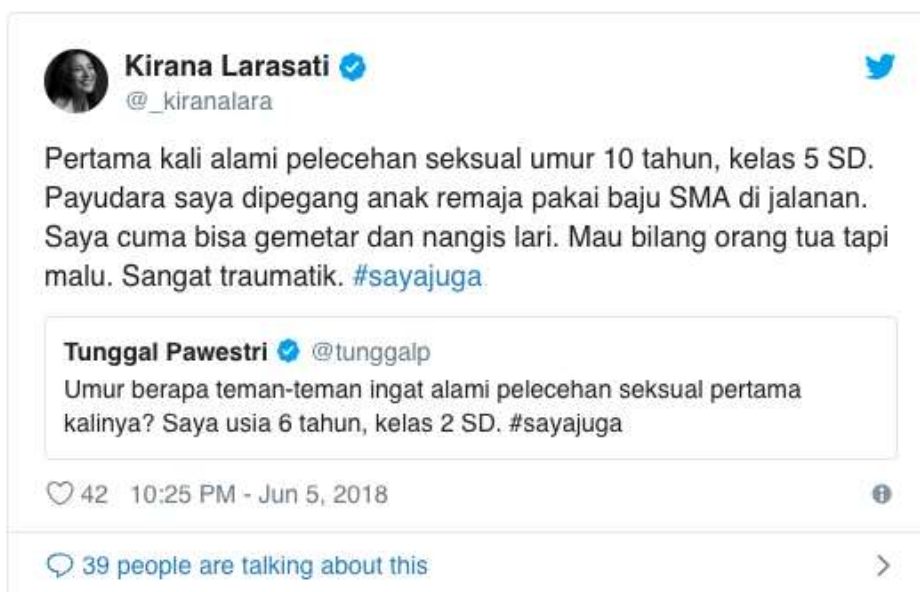 Kirana Larasati
@_kiranalara
Pertama kali alami pelecehan seksual umur 10 tahun, kelas 5 SD.
Payudara saya dipegang anak remaja pakai baju SMA di jalanan.
Saya cuma bisa gemetar dan nangis lari. Mau bilang orang tua tapi
malu. Sangat traumatik. #sayajuga
Tunggal Pawestri @tunggalp
Umur berapa teman-teman ingat alami pelecehan seksual pertama
kalinya? Saya usia 6 tahun, kelas 2 SD. #sayajuga
42 10:25 PM - Jun 5, 2018
39 people are talking about this